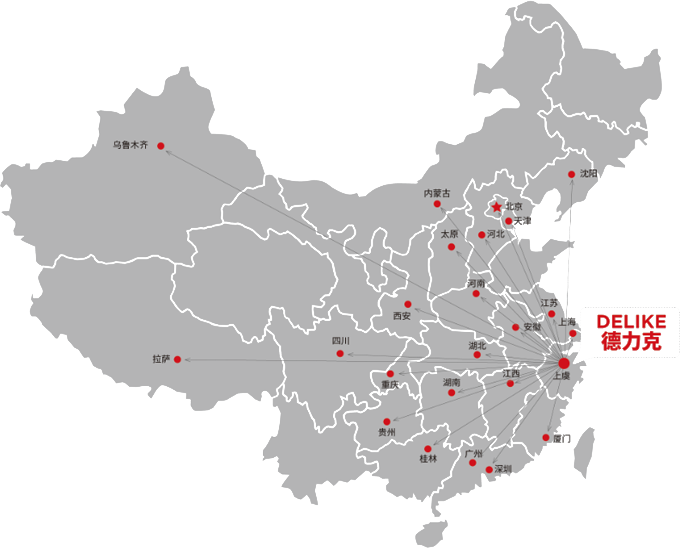 乌鲁木齐
沈阳
内蒙古
北京
天津
太原
河北
河南
江苏
西安
安徽
上海
DELIKE
德力克
四川
湖北
拉萨
上虞
重庆
湖南
江西
贵州
厦门
桂林
广州
深圳